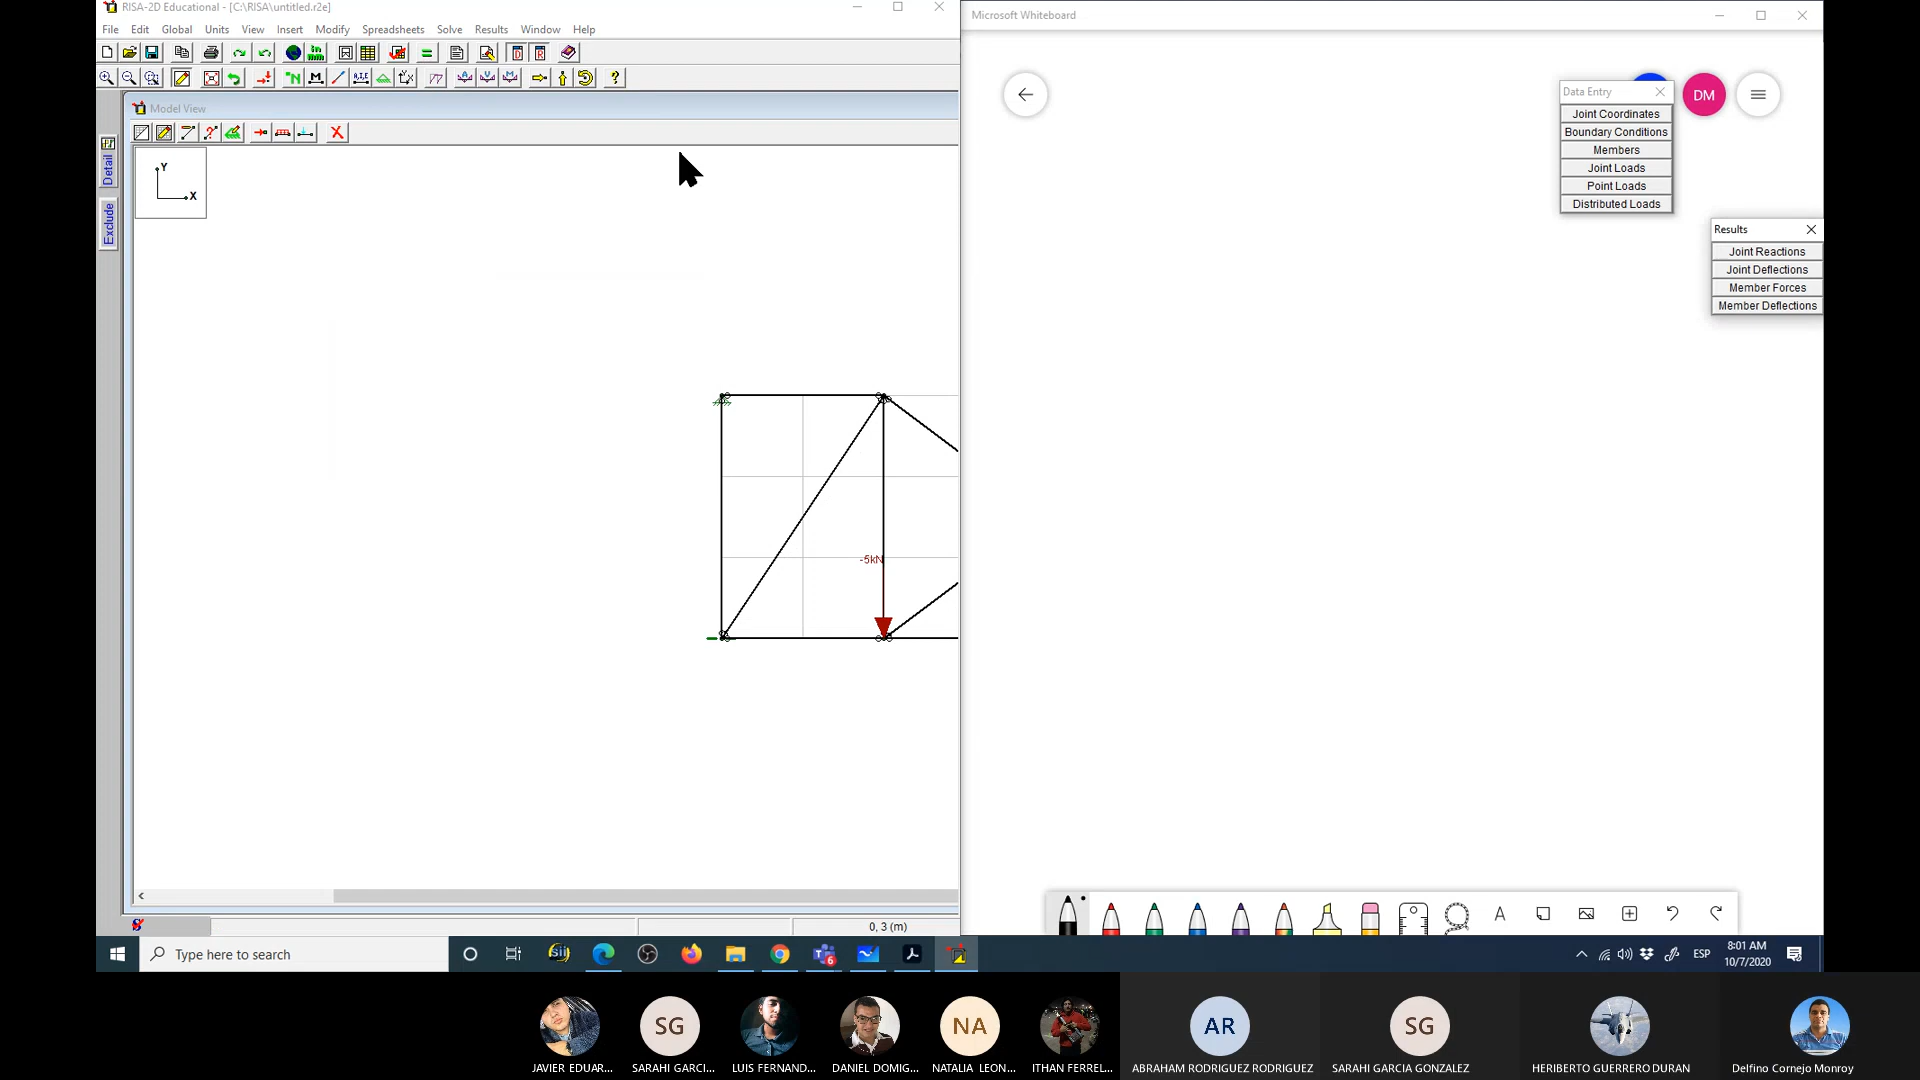 RISA-2D Educational - [C:\RISA\untitled.r2e]
File Edit Global Units View Insert Modify Spreadsheets Solve Results Window Help
Model View
Detail
Exclude
Y
X
-5kN
0, 3 (m)
Microsoft Whiteboard
DM
Data Entry
Joint Coordinates
Boundary Conditions
Members
Joint Loads
Point Loads
Distributed Loads
Results
Joint Reactions
Joint Deflections
Member Forces
Member Deflections
Type here to search
ESP
8:01 AM
10/7/2020
SG
NA
AR
SG
JAVIER EDUAR...
SARAHI GARCI...
LUIS FERNAND...
DANIEL DOMIG...
NATALIA LEON...
ITHAN FERREL...
ABRAHAM RODRIGUEZ RODRIGUEZ
SARAHI GARCIA GONZALEZ
HERIBERTO GUERRERO DURAN
Delfino Cornejo Monroy